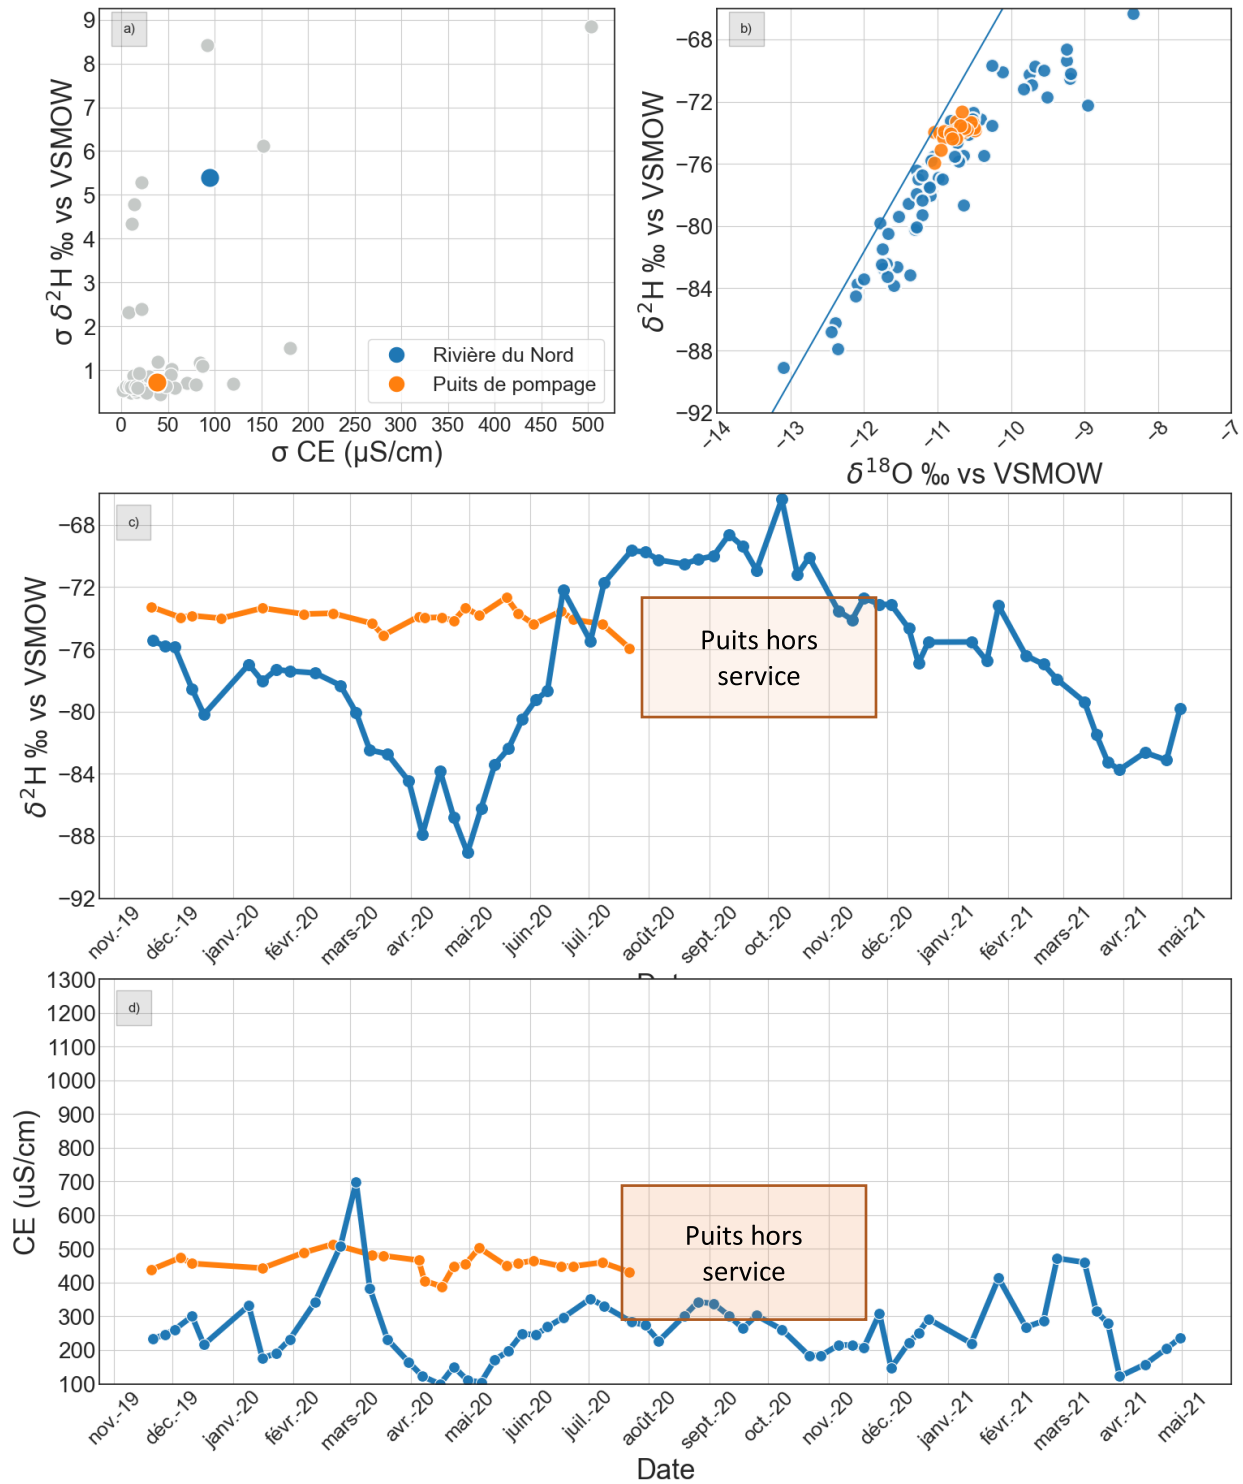 a)
9
8
7
6
5
4
3
2
1
σ δ²H ‰ vs VSMOW
Rivière du Nord
Puits de pompage
0 50 100 150 200 250 300 350 400 450 500
σ CE (µS/cm)
b)
−68
−72
−76
−80
−84
−88
−92
δ²H ‰ vs VSMOW
−14 −13 −12 −11 −10 −9 −8 −7
δ¹⁸O ‰ vs VSMOW
c)
−68
−72
−76
−80
−84
−88
−92
δ²H ‰ vs VSMOW
Puits hors
service
nov.-19 déc.-19 janv.-20 févr.-20 mars-20 avr.-20 mai-20 juin-20 juil.-20 août-20 sept.-20 oct.-20 nov.-20 déc.-20 janv.-21 févr.-21 mars-21 avr.-21 mai-21
d)
1300
1200
1100
1000
900
800
700
600
500
400
300
200
100
CE (uS/cm)
Puits hors
service
nov.-19 déc.-19 janv.-20 févr.-20 mars-20 avr.-20 mai-20 juin-20 juil.-20 août-20 sept.-20 oct.-20 nov.-20 déc.-20 janv.-21 févr.-21 mars-21 avr.-21 mai-21
Date